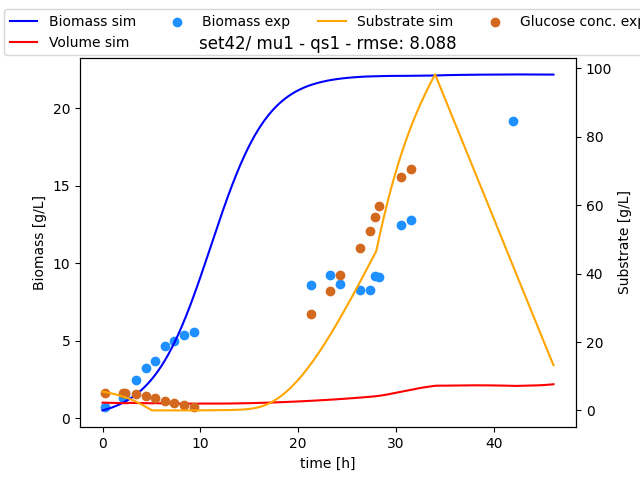 Biomass sim Biomass exp Substrate sim Glucose conc. exp
Volume sim
set42/ mu1 - qs1 - rmse: 8.088
Biomass [g/L]
20
15
10
5
0
Substrate [g/L]
100
80
60
40
20
0
0 10 20 30 40
time [h]